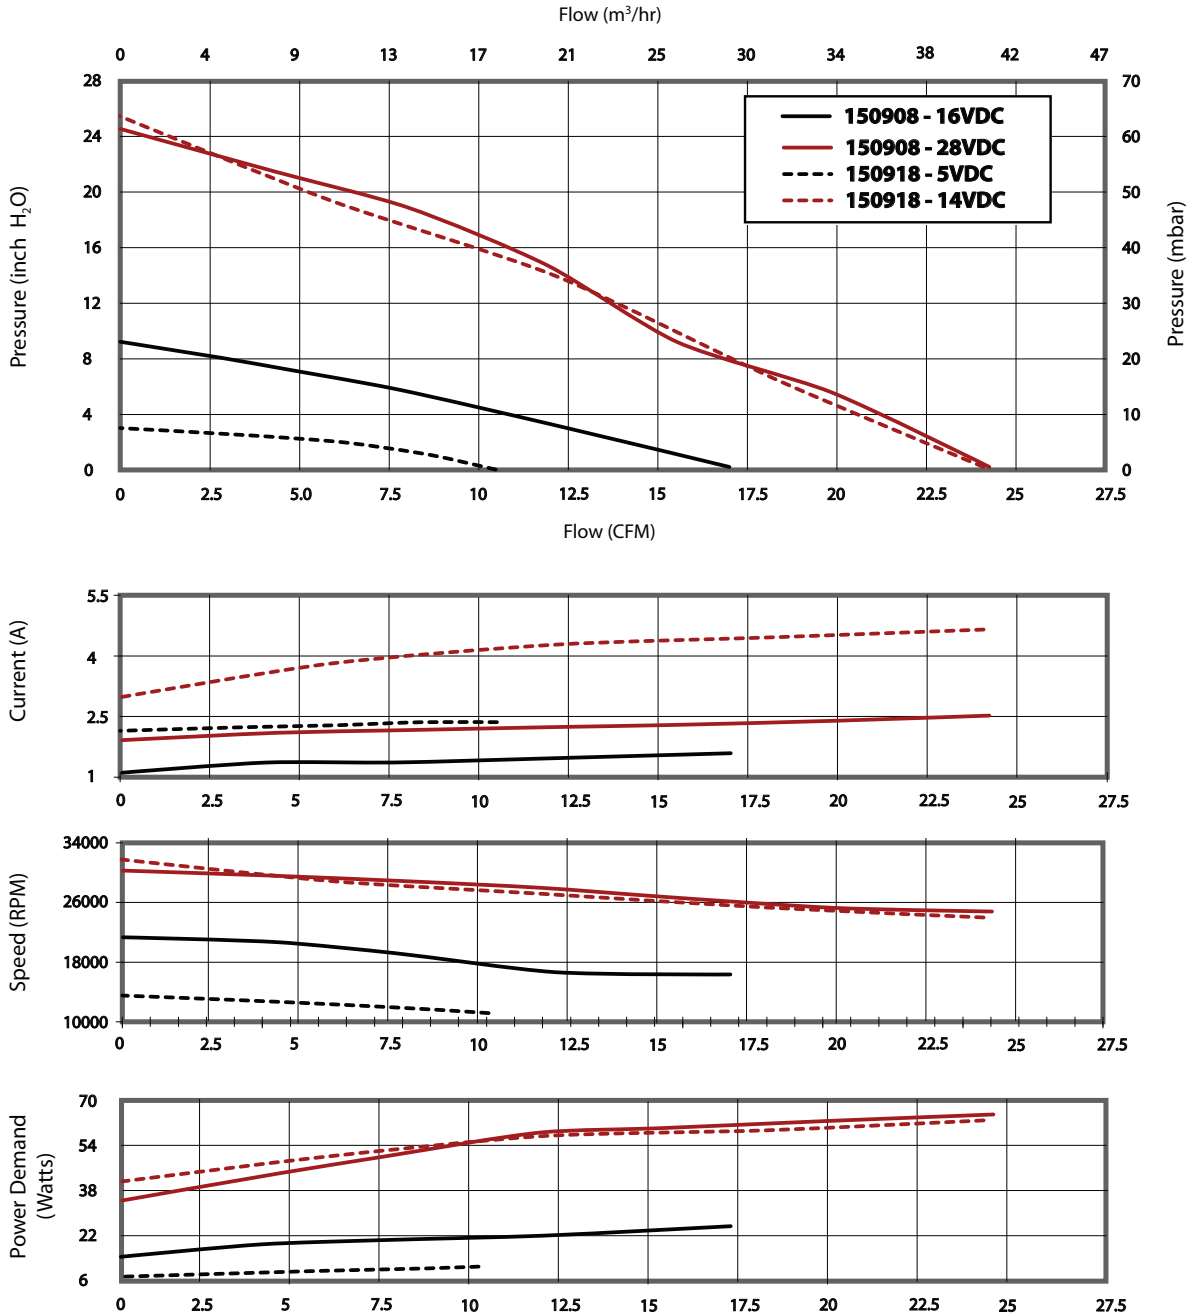 Flow (m³/hr)
0 4 9 13 17 21 25 30 34 38 42 47
28 70
24 60
20 50
16 40
12 30
8 20
4 10
0 0
Pressure (inch H₂O)
Pressure (mbar)
150908 - 16VDC
150908 - 28VDC
150918 - 5VDC
150918 - 14VDC
0 2.5 5.0 7.5 10 12.5 15 17.5 20 22.5 25 27.5
Flow (CFM)
Current (A)
5.5
4
2.5
1
0 2.5 5 7.5 10 12.5 15 17.5 20 22.5 25 27.5
Speed (RPM)
34000
26000
18000
10000
0 2.5 5 7.5 10 12.5 15 17.5 20 22.5 25 27.5
Power Demand
(Watts)
70
54
38
22
6
0 2.5 5 7.5 10 12.5 15 17.5 20 22.5 25 27.5